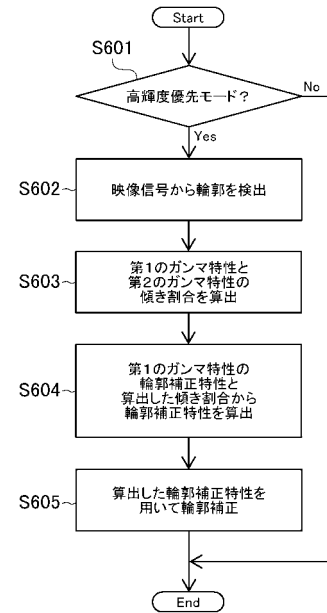 Start
S601
高輝度優先モード?
No
Yes
S602
映像信号から輪郭を検出
S603
第1のガンマ特性と
第2のガンマ特性の
傾き割合を算出
S604
第1のガンマ特性の
輪郭補正特性と
算出した傾き割合から
輪郭補正特性を算出
S605
算出した輪郭補正特性を
用いて輪郭補正
End